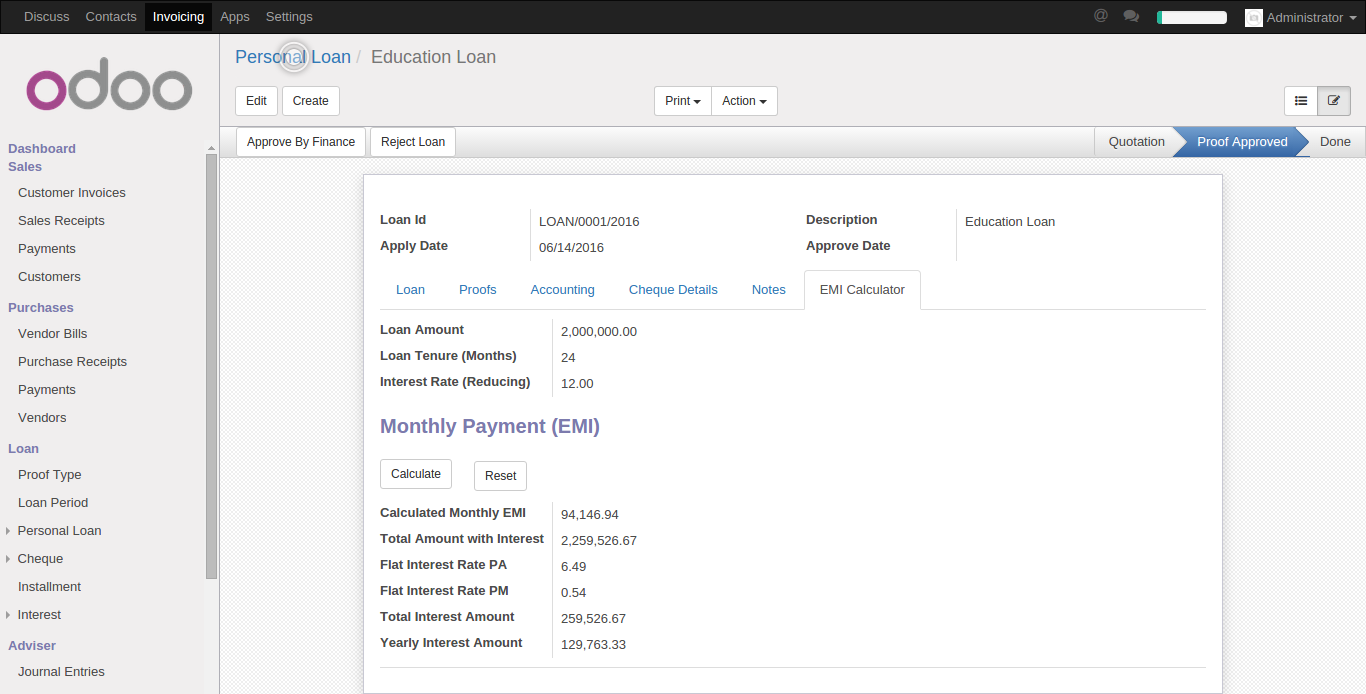 Discuss Contacts Invoicing Apps Settings @ Administrator
odoo
Personal Loan / Education Loan
Edit Create Print Action
Approve By Finance Reject Loan Quotation Proof Approved Done
Dashboard
Sales
Customer Invoices
Sales Receipts
Payments
Customers
Purchases
Vendor Bills
Purchase Receipts
Payments
Vendors
Loan
Proof Type
Loan Period
Personal Loan
Cheque
Installment
Interest
Adviser
Journal Entries
Loan Id LOAN/0001/2016 Description Education Loan
Apply Date 06/14/2016 Approve Date
Loan Proofs Accounting Cheque Details Notes EMI Calculator
Loan Amount 2,000,000.00
Loan Tenure (Months) 24
Interest Rate (Reducing) 12.00
Monthly Payment (EMI)
Calculate Reset
Calculated Monthly EMI 94,146.94
Total Amount with Interest 2,259,526.67
Flat Interest Rate PA 6.49
Flat Interest Rate PM 0.54
Total Interest Amount 259,526.67
Yearly Interest Amount 129,763.33